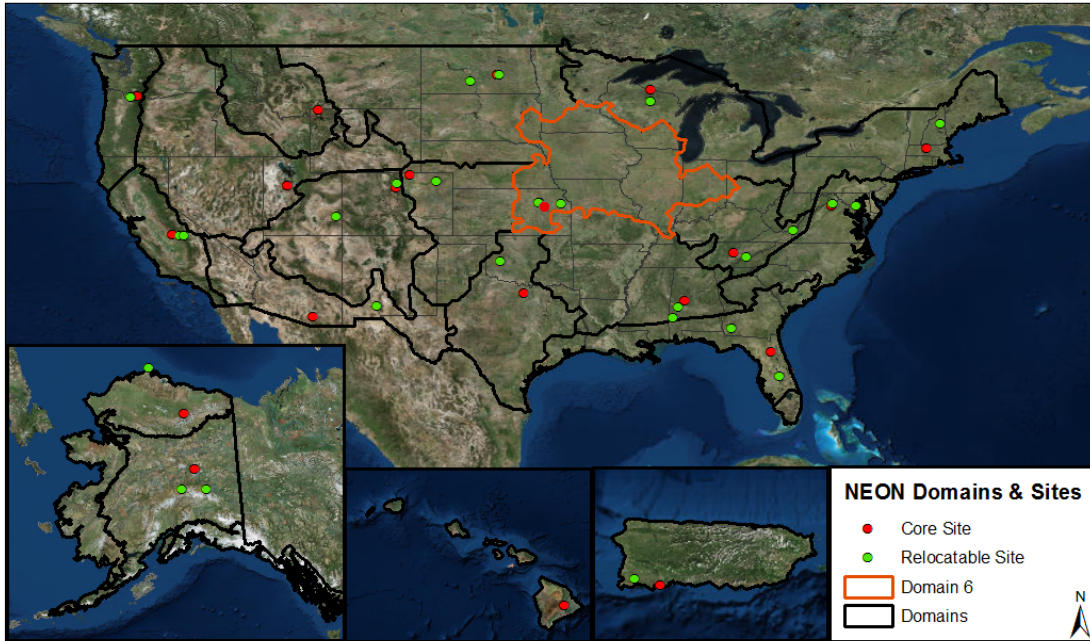 NEON Domains & Sites
Core Site
Relocatable Site
Domain 6
Domains
N